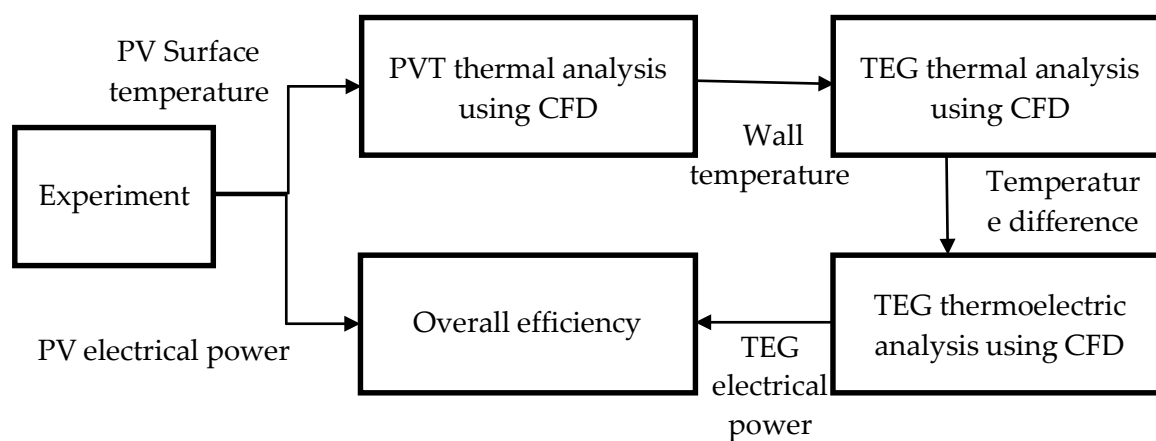 PV Surface
temperature
PVT thermal analysis
using CFD
TEG thermal analysis
using CFD
Wall
temperature
Experiment
Temperatur
e difference
Overall efficiency
TEG thermoelectric
analysis using CFD
PV electrical power
TEG
electrical
power